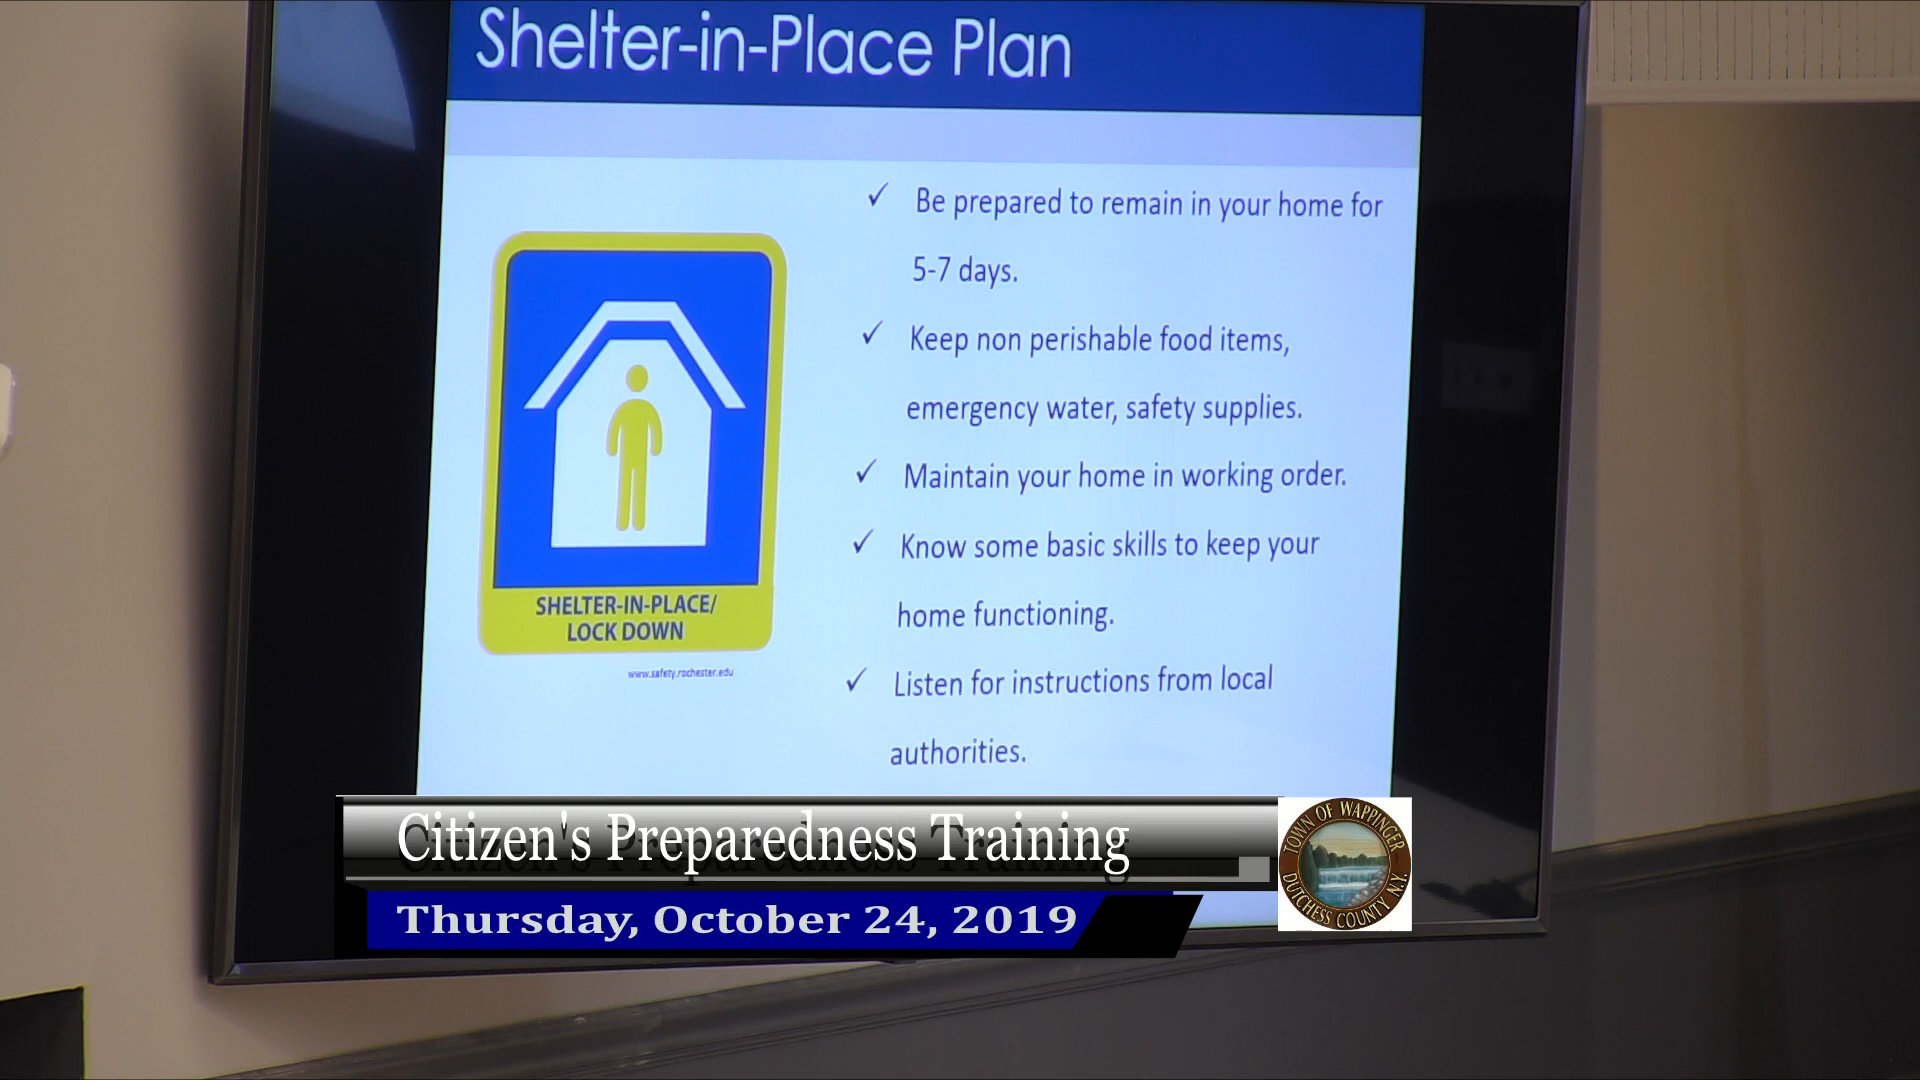 Shelter-in-Place Plan
✓ Be prepared to remain in your home for
5-7 days.
✓ Keep non perishable food items,
emergency water, safety supplies.
✓ Maintain your home in working order.
✓ Know some basic skills to keep your
home functioning.
✓ Listen for instructions from local
authorities.
SHELTER-IN-PLACE/
LOCK DOWN
www.safety.rochester.edu
Citizen's Preparedness Training
Thursday, October 24, 2019
TOWN OF WAPPINGER
DUTCHESS COUNTY N.Y.